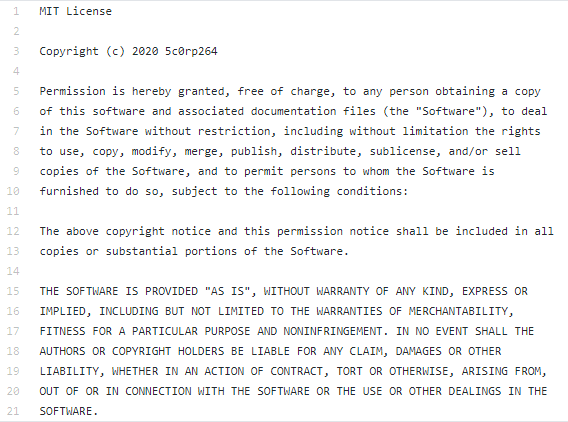 1 MIT License
2
3 Copyright (c) 2020 5c0rp264
4
5 Permission is hereby granted, free of charge, to any person obtaining a copy
6 of this software and associated documentation files (the "Software"), to deal
7 in the Software without restriction, including without limitation the rights
8 to use, copy, modify, merge, publish, distribute, sublicense, and/or sell
9 copies of the Software, and to permit persons to whom the Software is
10 furnished to do so, subject to the following conditions:
11
12 The above copyright notice and this permission notice shall be included in all
13 copies or substantial portions of the Software.
14
15 THE SOFTWARE IS PROVIDED "AS IS", WITHOUT WARRANTY OF ANY KIND, EXPRESS OR
16 IMPLIED, INCLUDING BUT NOT LIMITED TO THE WARRANTIES OF MERCHANTABILITY,
17 FITNESS FOR A PARTICULAR PURPOSE AND NONINFRINGEMENT. IN NO EVENT SHALL THE
18 AUTHORS OR COPYRIGHT HOLDERS BE LIABLE FOR ANY CLAIM, DAMAGES OR OTHER
19 LIABILITY, WHETHER IN AN ACTION OF CONTRACT, TORT OR OTHERWISE, ARISING FROM,
20 OUT OF OR IN CONNECTION WITH THE SOFTWARE OR THE USE OR OTHER DEALINGS IN THE
21 SOFTWARE.